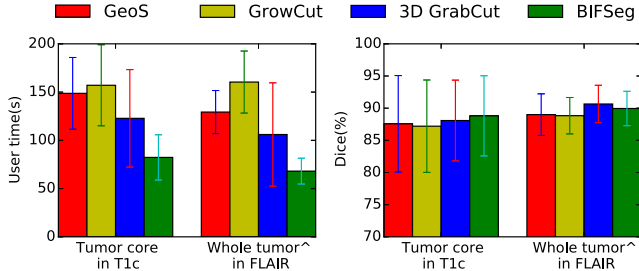 GeoS GrowCut 3D GrabCut BIFSeg
User time(s)
200
150
100
50
0
Tumor core
in T1c
Whole tumor^
in FLAIR
Dice(%)
100
95
90
85
80
75
70
Tumor core
in T1c
Whole tumor^
in FLAIR